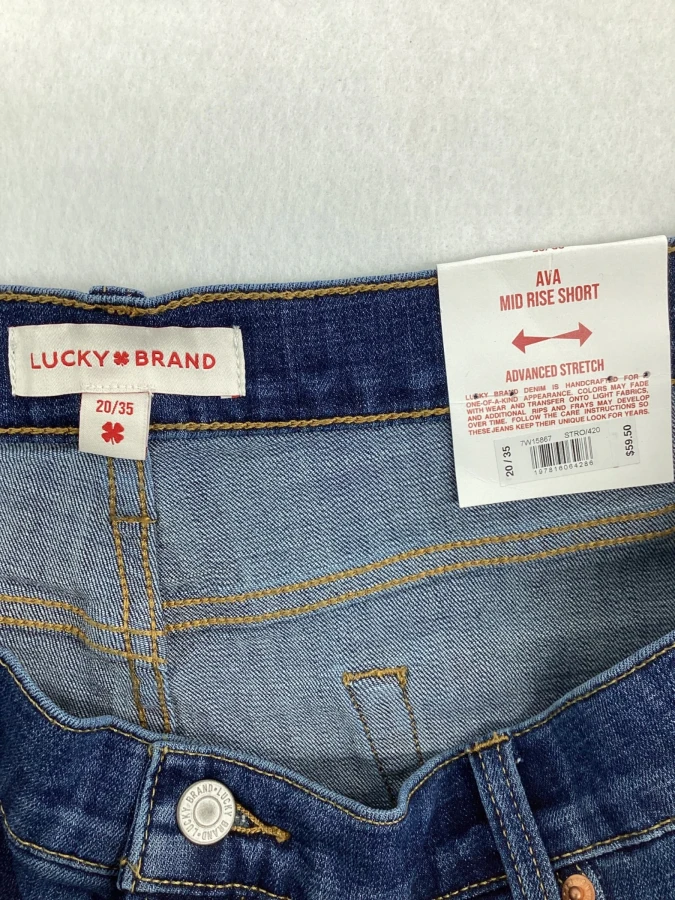 LUCKY BRAND
20/35
AVA
MID RISE SHORT
ADVANCED STRETCH
LUCKY BRAND DENIM IS HANDCRAFTED FOR A
ONE-OF-A-KIND APPEARANCE. COLORS MAY FADE
WITH WEAR AND TRANSFER ONTO LIGHT FABRICS,
AND ADDITIONAL RIPS AND FRAYS MAY DEVELOP
OVER TIME. FOLLOW THE CARE INSTRUCTIONS SO
THESE JEANS KEEP THEIR UNIQUE LOOK FOR YEARS.
7W15867 STRO/420
20 / 35
197816064286
$59.50
LUCKY•BRAND•LUCKY•BRAND•